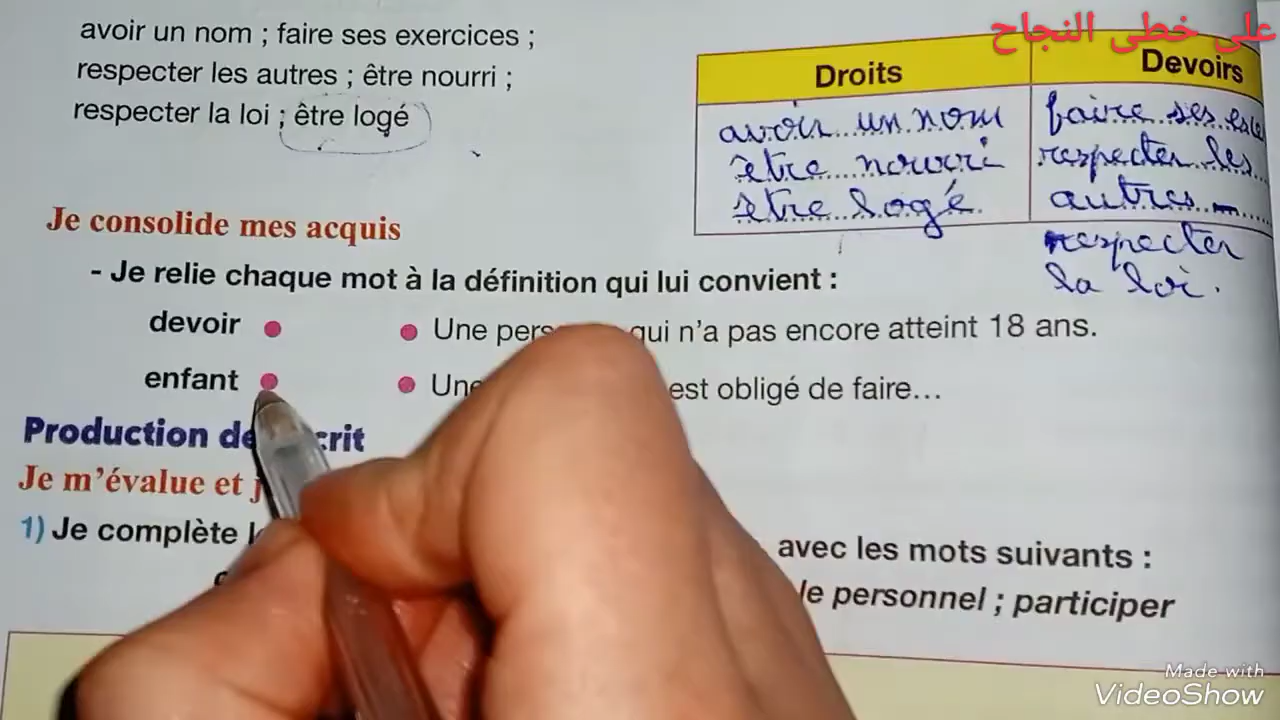 على خطى النجاح
avoir un nom ; faire ses exercices ;
respecter les autres ; être nourri ;
respecter la loi ; être logé
Droits
Devoirs
avoir un nom
être nourri
être logé
faire ses
respecter les
autres
respecter
la loi.
Je consolide mes acquis
- Je relie chaque mot à la définition qui lui convient :
devoir
Une qui n'a pas encore atteint 18 ans.
enfant
est obligé de faire...
Production de
Je m'évalue et
1) Je complète avec les mots suivants :
le personnel ; participer
Made with
VideoShow